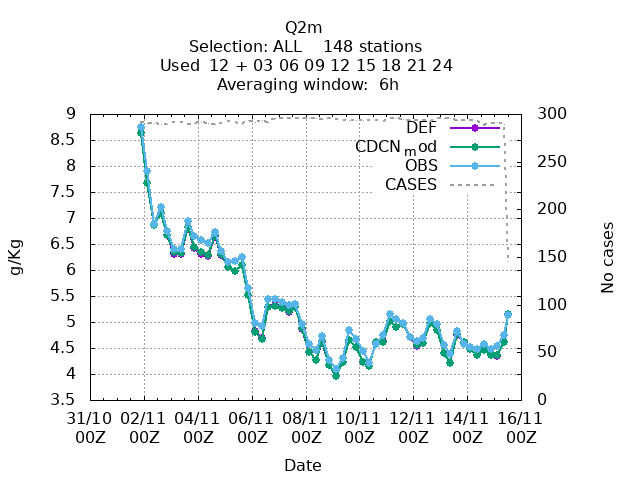 Q2m
Selection: ALL    148 stations
Used  12 + 03 06 09 12 15 18 21 24
Averaging window:  6h
9
8.5
8
7.5
7
6.5
6
5.5
5
4.5
4
3.5
g/Kg
300
250
200
150
100
50
0
No cases
DEF
CDCN_mod
OBS
CASES
31/10 02/11 04/11 06/11 08/11 10/11 12/11 14/11 16/11
00Z 00Z 00Z 00Z 00Z 00Z 00Z 00Z 00Z
Date